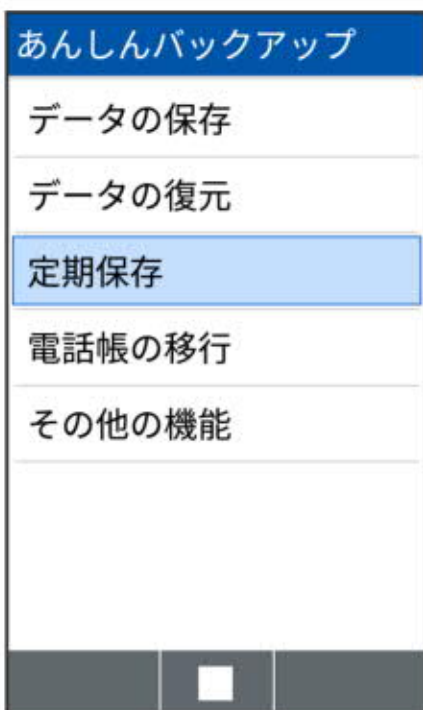 あんしんバックアップ
データの保存
データの復元
定期保存
電話帳の移行
その他の機能